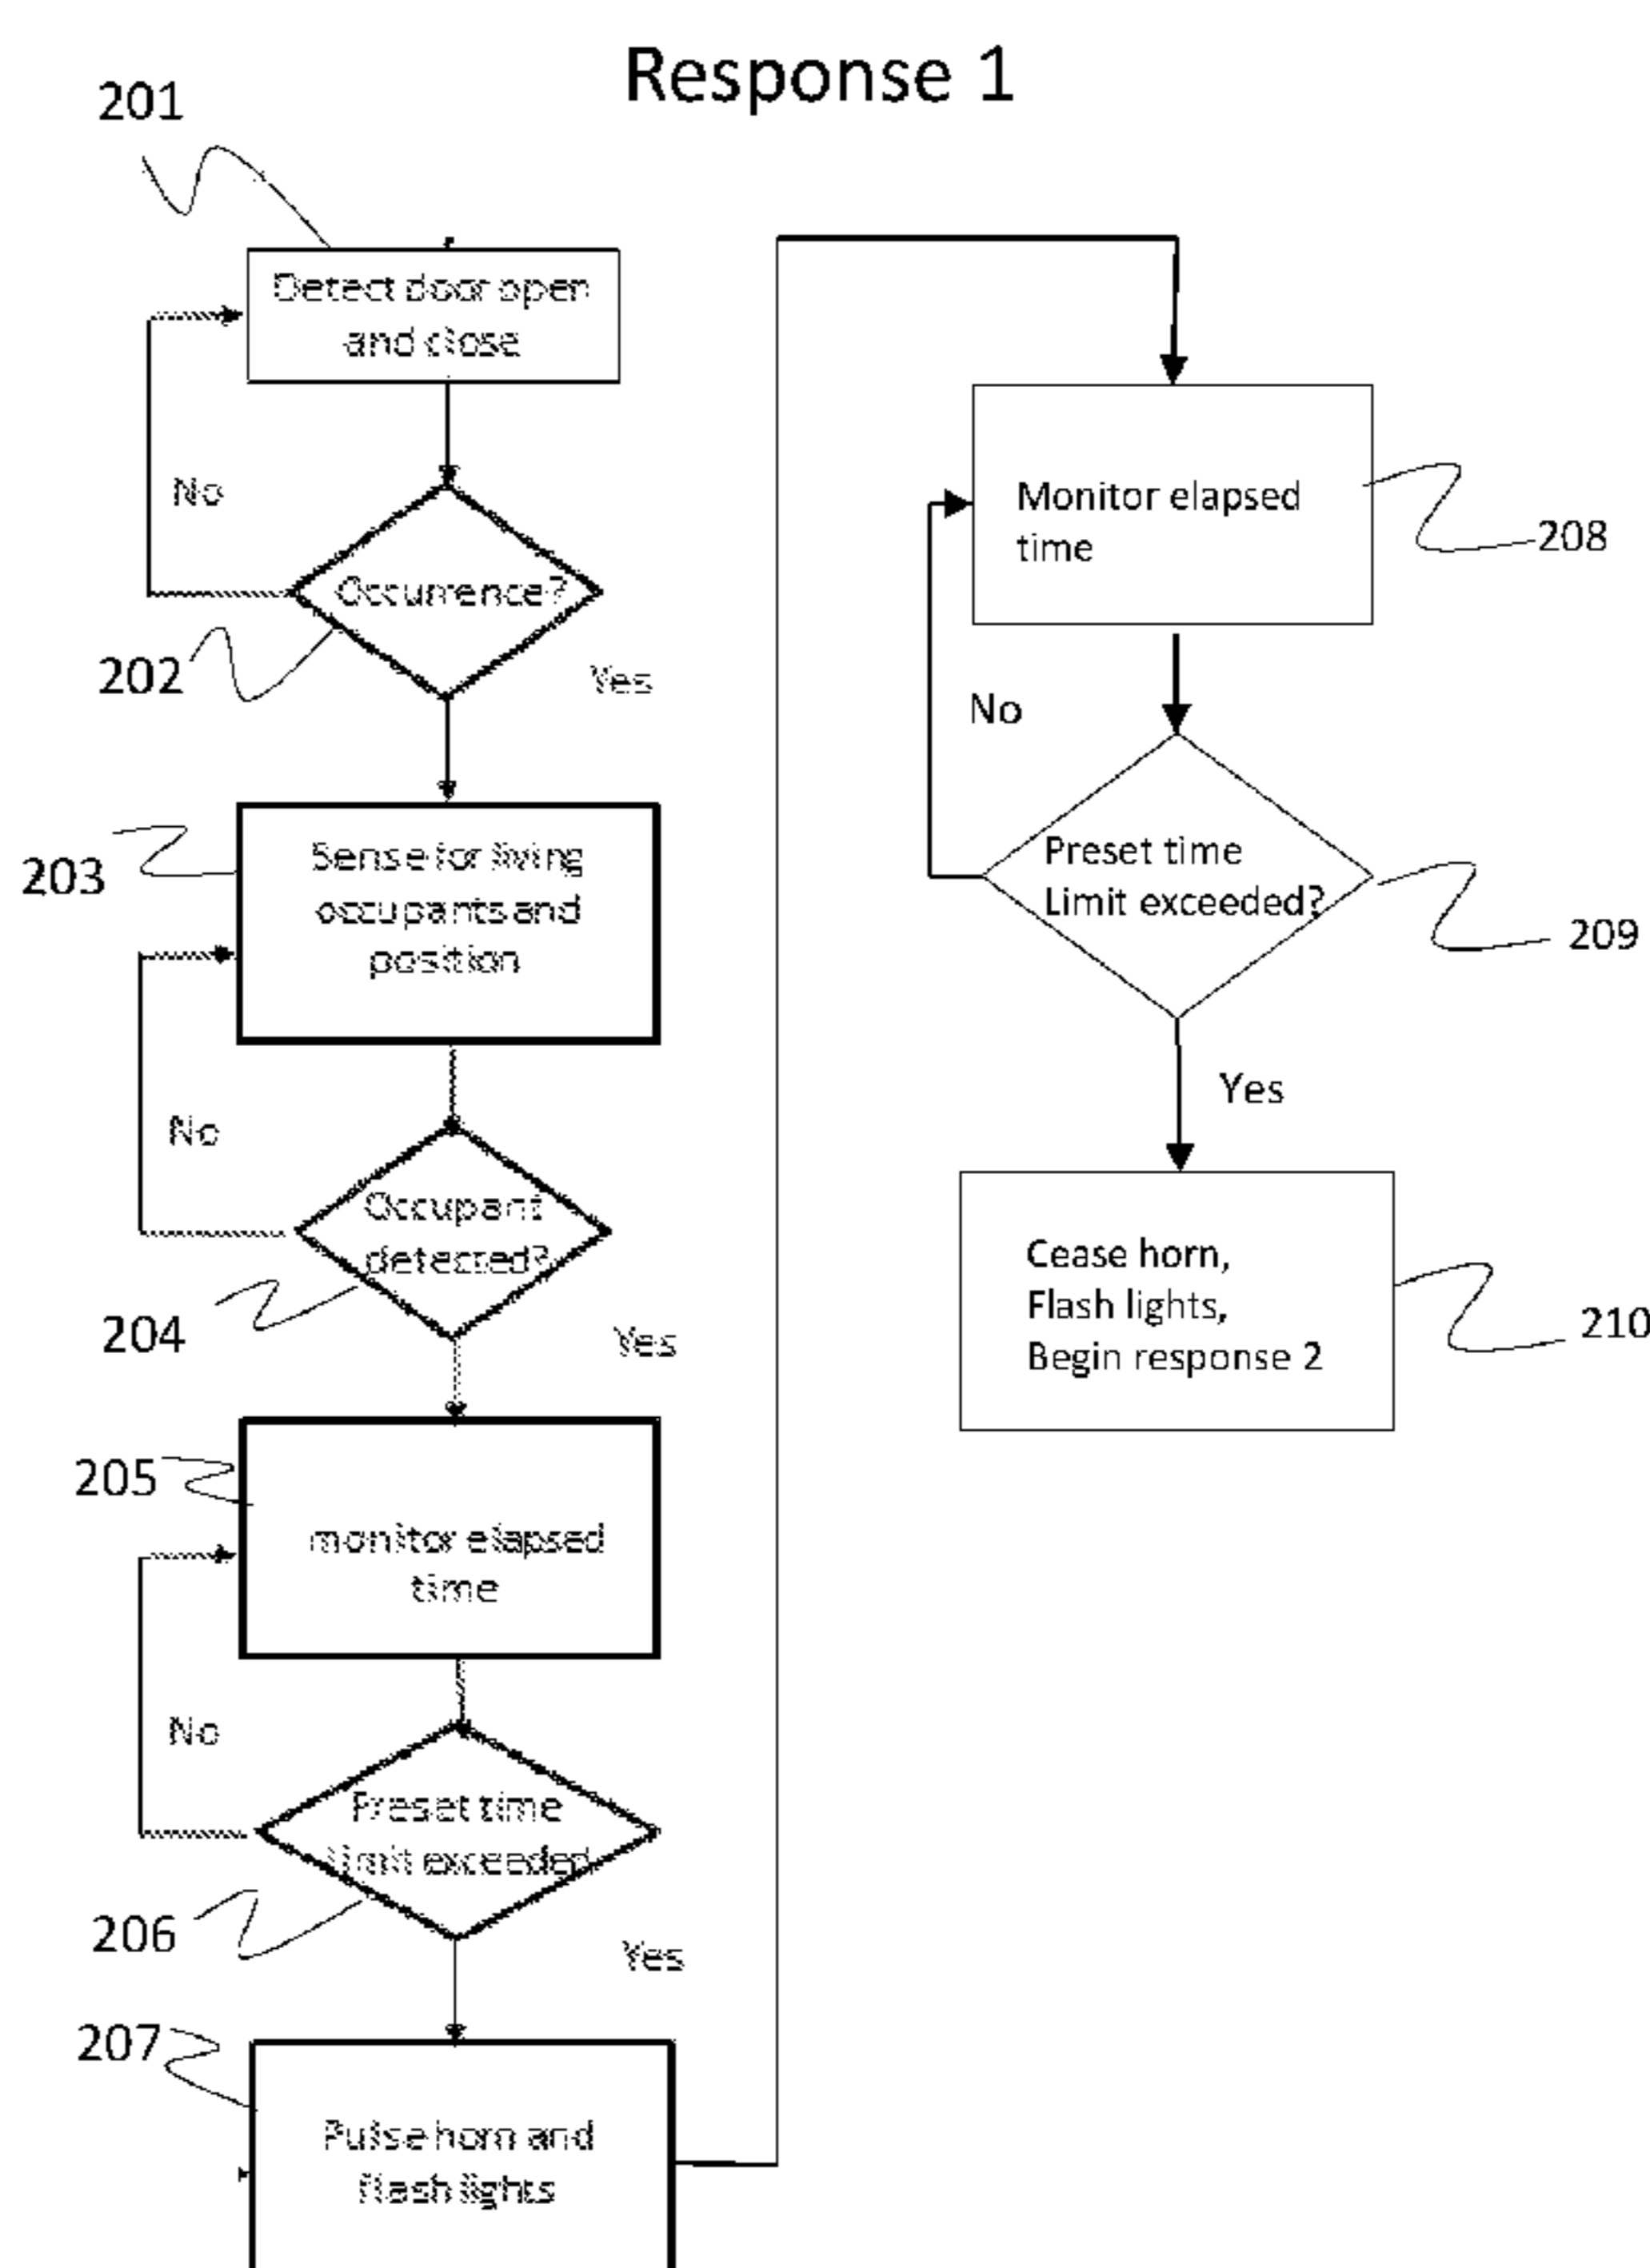 Response 1
201
Detect door open
and close
No
Occurrence?
202
Yes
203
Sense for living
occupants and
position
No
Occupant
detected?
204
Yes
205
monitor elapsed
time
No
Preset time
Limit exceeded
206
Yes
207
Pulse horn and
flash lights
Monitor elapsed
time
208
No
Preset time
Limit exceeded?
209
Yes
Cease horn,
Flash lights,
Begin response 2
210